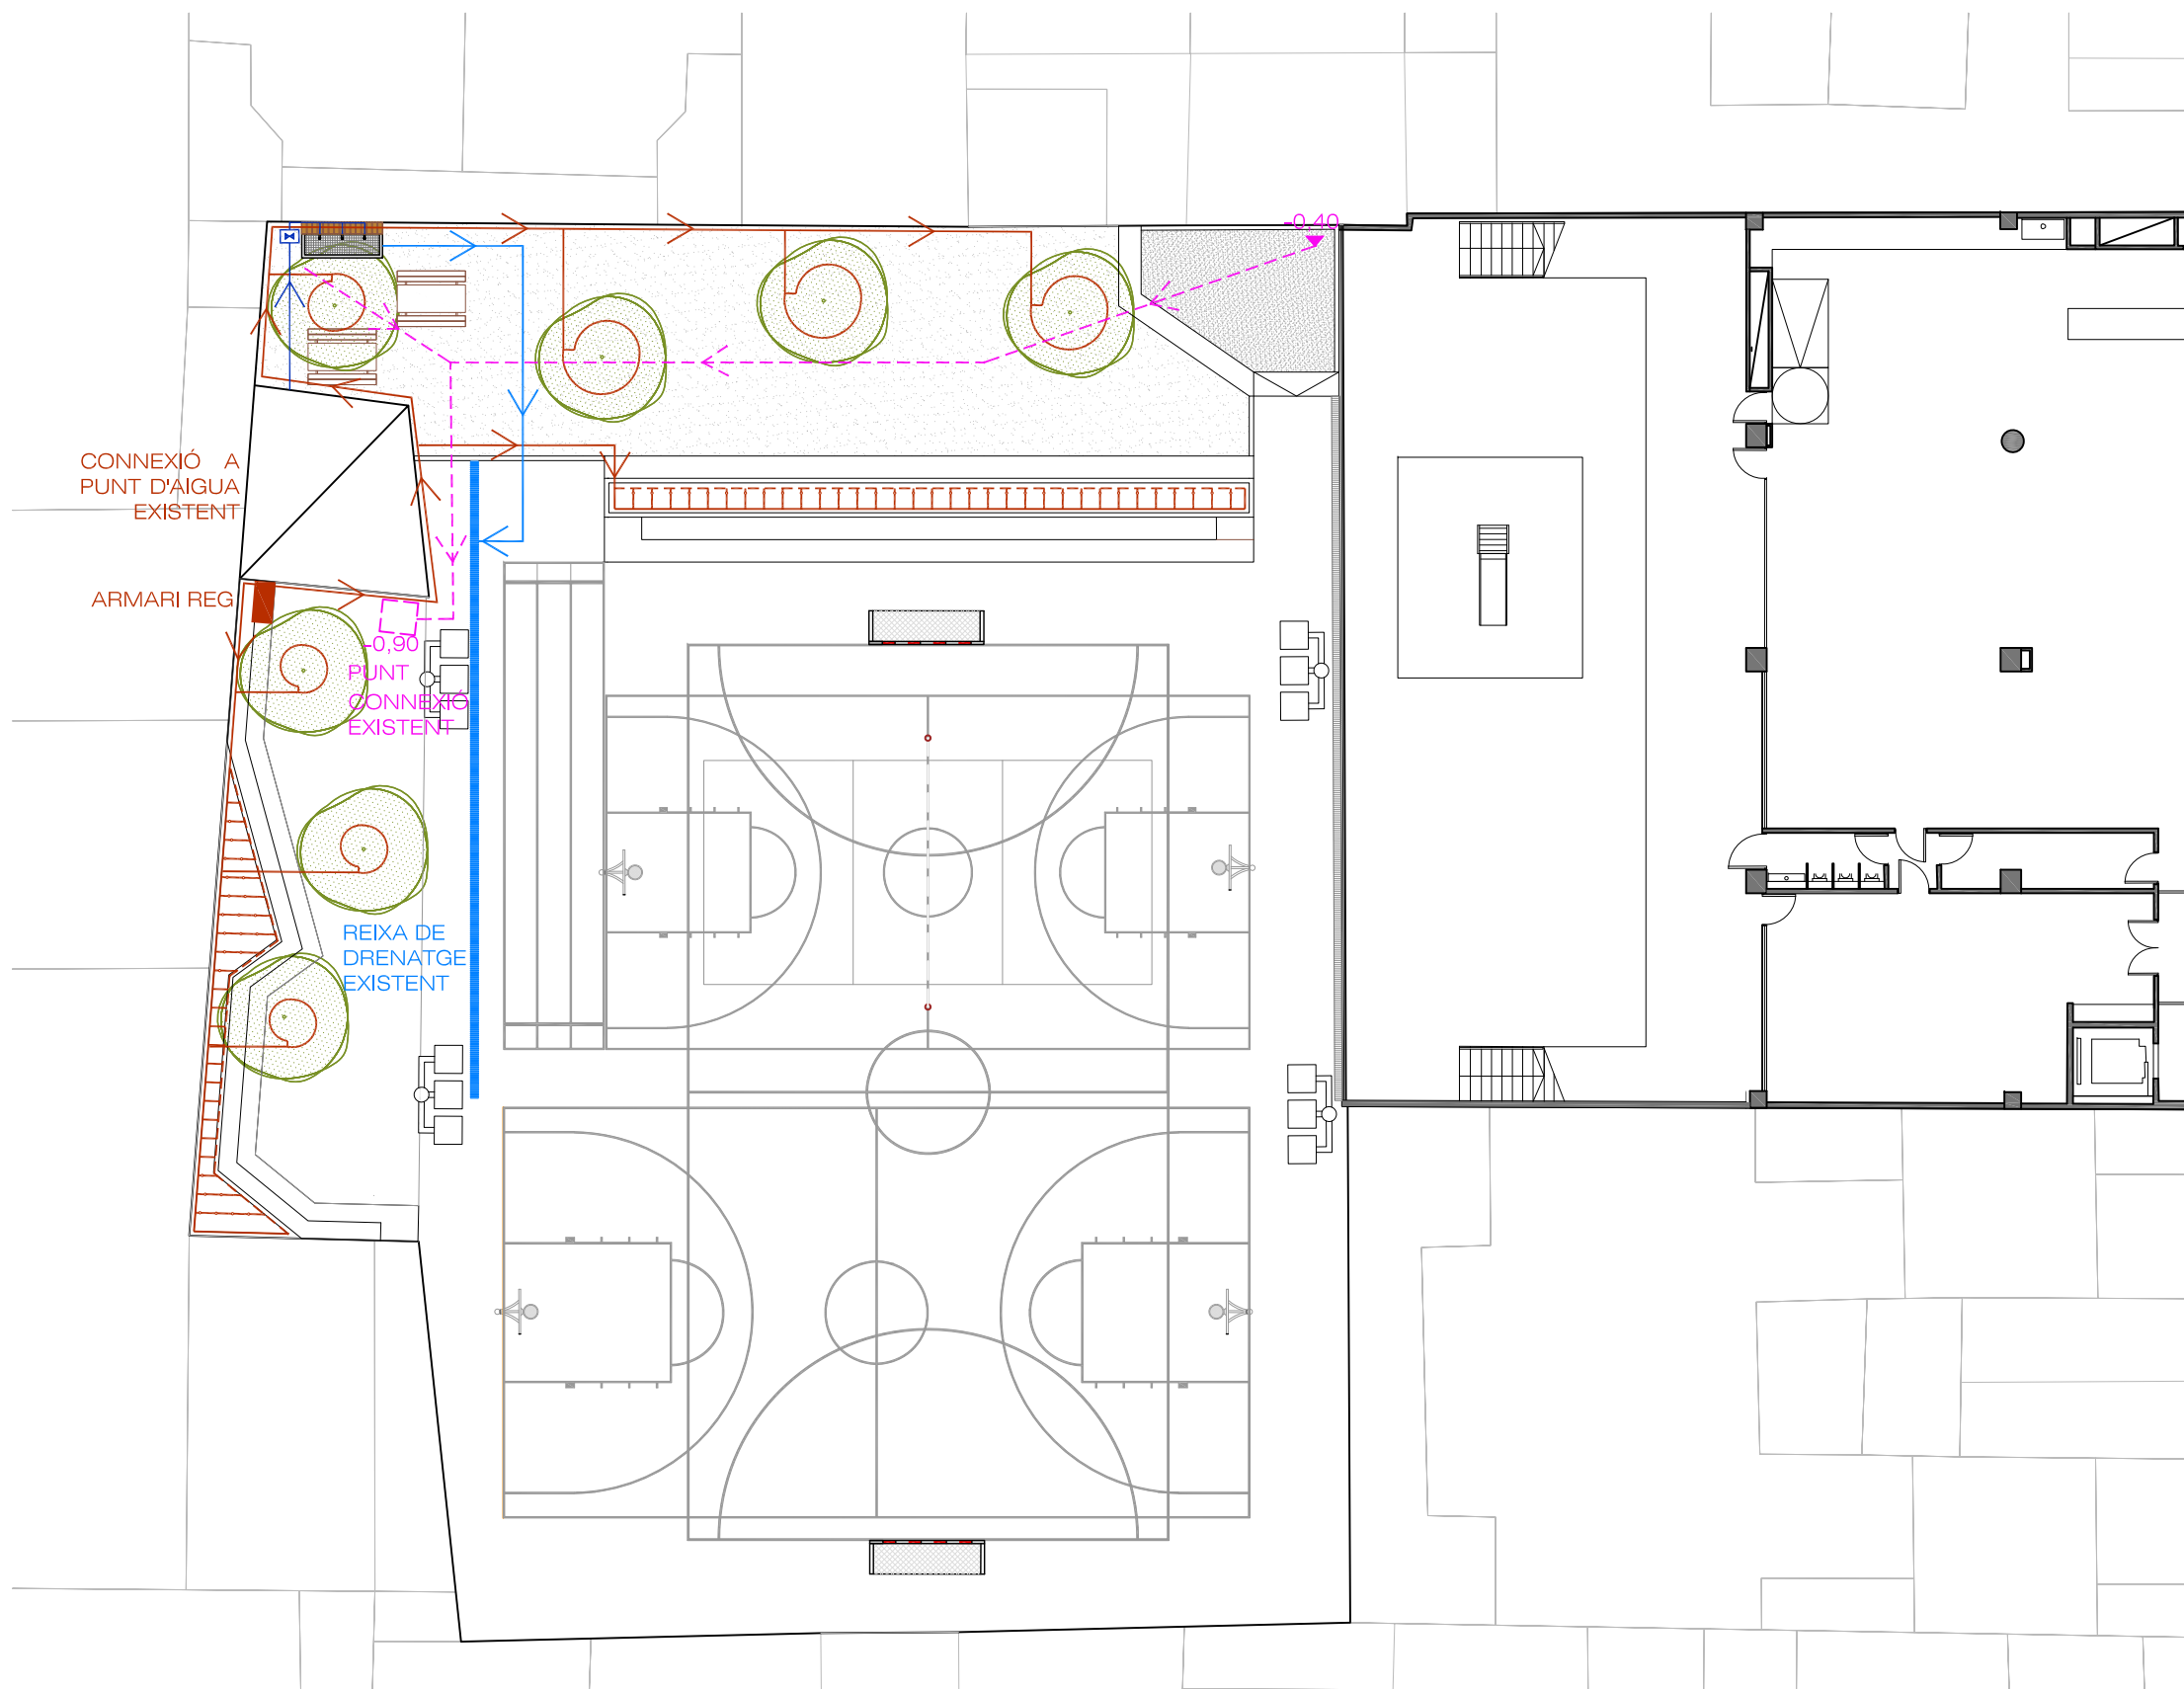 -0,40
CONNEXIÓ A
PUNT D'AIGUA
EXISTENT
ARMARI REG
-0,90
PUNT
CONNEXIÓ
EXISTENT
REIXA DE
DRENATGE
EXISTENT